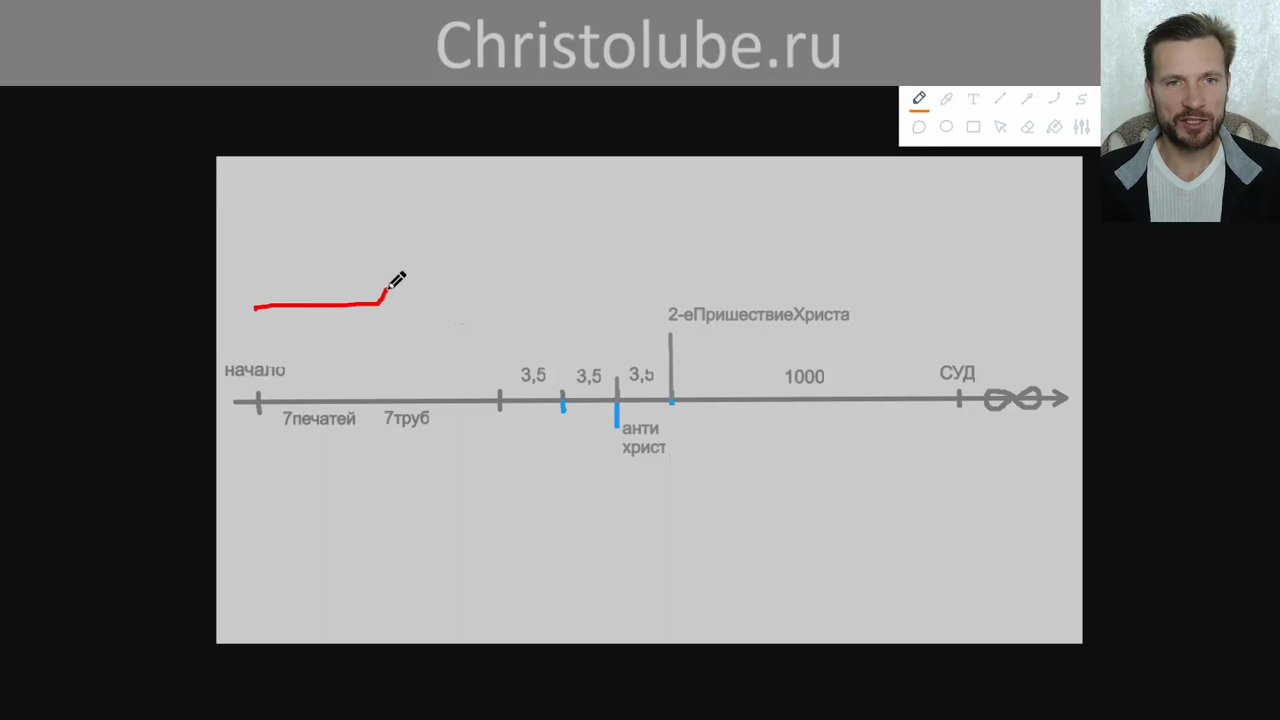 Christolube.ru
2-еПришествиеХриста
начало
3,5
3,5
3,5
1000
СУД
7печатей
7труб
анти
христ